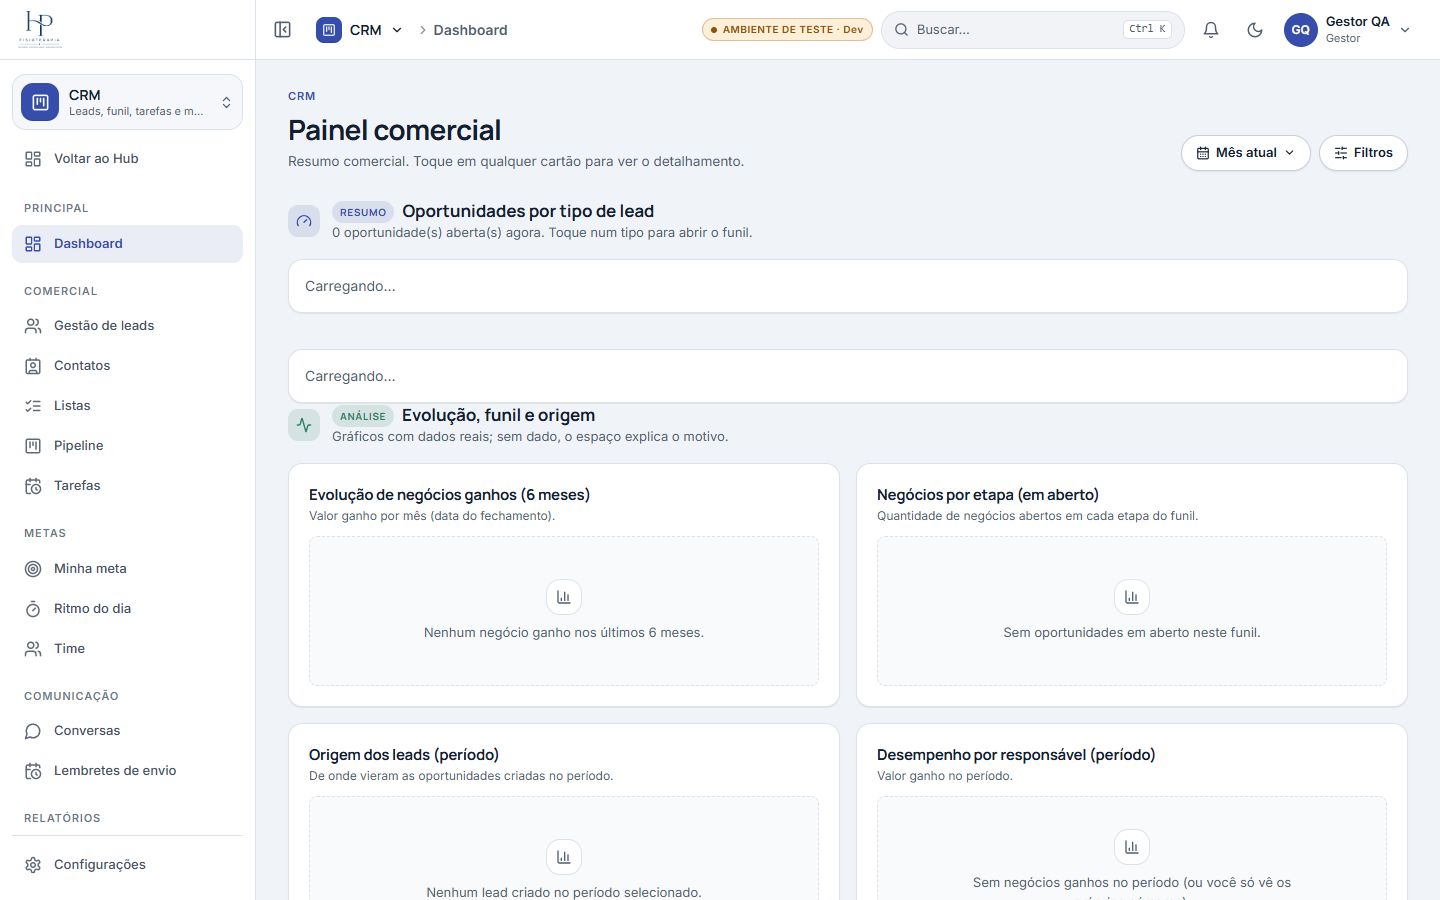 hp
FISIOTERAPIA
CRM
Dashboard
AMBIENTE DE TESTE · Dev
Buscar...
Ctrl K
GQ
Gestor QA
Gestor
CRM
Leads, funil, tarefas e m...
Voltar ao Hub
PRINCIPAL
Dashboard
COMERCIAL
Gestão de leads
Contatos
Listas
Pipeline
Tarefas
METAS
Minha meta
Ritmo do dia
Time
COMUNICAÇÃO
Conversas
Lembretes de envio
RELATÓRIOS
Configurações
CRM
Painel comercial
Resumo comercial. Toque em qualquer cartão para ver o detalhamento.
Mês atual
Filtros
RESUMO Oportunidades por tipo de lead
0 oportunidade(s) aberta(s) agora. Toque num tipo para abrir o funil.
Carregando...
Carregando...
ANÁLISE Evolução, funil e origem
Gráficos com dados reais; sem dado, o espaço explica o motivo.
Evolução de negócios ganhos (6 meses)
Valor ganho por mês (data do fechamento).
Nenhum negócio ganho nos últimos 6 meses.
Negócios por etapa (em aberto)
Quantidade de negócios abertos em cada etapa do funil.
Sem oportunidades em aberto neste funil.
Origem dos leads (período)
De onde vieram as oportunidades criadas no período.
Nenhum lead criado no período selecionado.
Desempenho por responsável (período)
Valor ganho no período.
Sem negócios ganhos no período (ou você só vê os